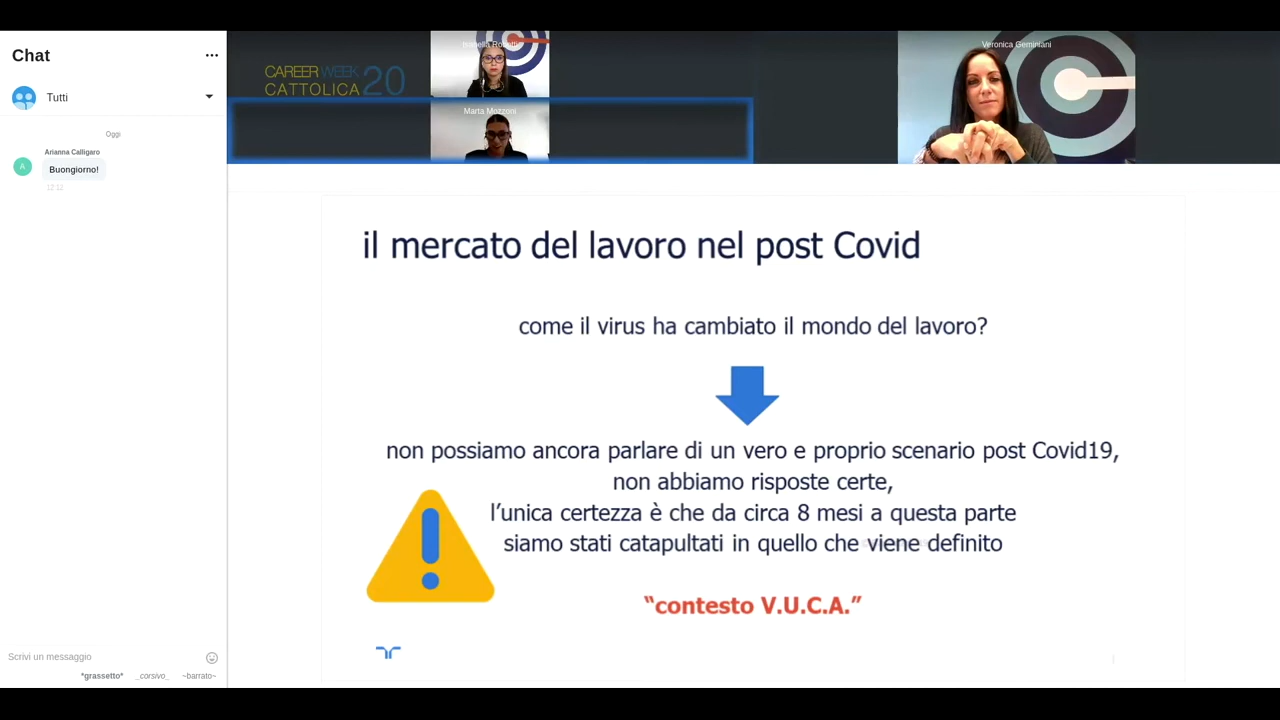 Chat
Tutti
Oggi
Arianna Calligaro
A
Buongiorno!
12:12
Scrivi un messaggio
*grassetto* _corsivo_ ~barrato~
CAREER WEEK
CATTOLICA 20
Marta Mozzoni
Veronica Geminiani
il mercato del lavoro nel post Covid
come il virus ha cambiato il mondo del lavoro?
non possiamo ancora parlare di un vero e proprio scenario post Covid19,
non abbiamo risposte certe,
l’unica certezza è che da circa 8 mesi a questa parte
siamo stati catapultati in quello che viene definito
“contesto V.U.C.A.”